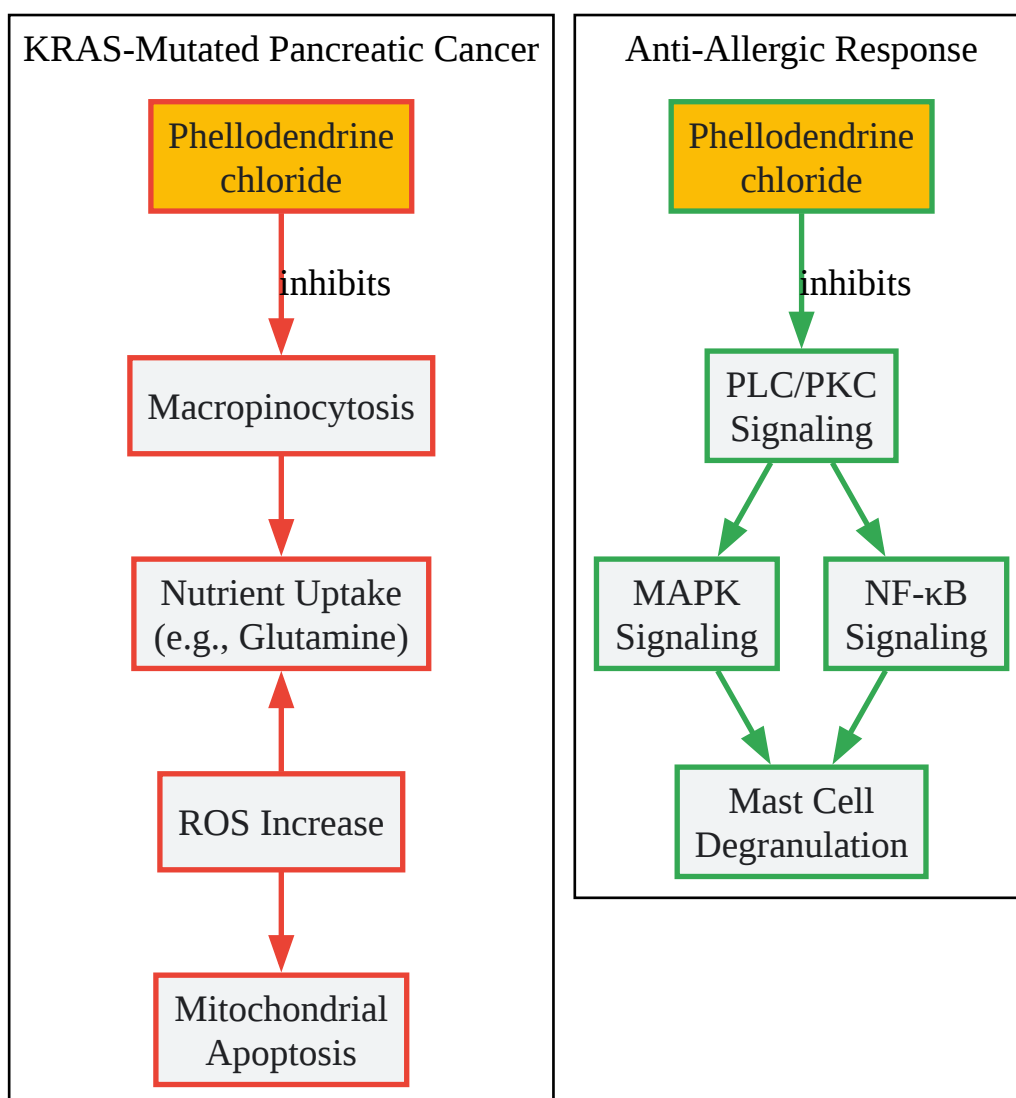 KRAS-Mutated Pancreatic Cancer
Phellodendrine
chloride
inhibits
Macropinocytosis
Nutrient Uptake
(e.g., Glutamine)
ROS Increase
Mitochondrial
Apoptosis
Anti-Allergic Response
Phellodendrine
chloride
inhibits
PLC/PKC
Signaling
MAPK
Signaling
NF-κB
Signaling
Mast Cell
Degranulation